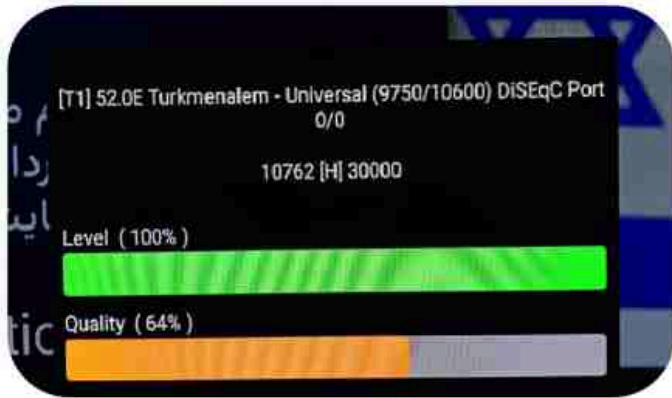 [T1] 52.0E Turkmenalem - Universal (9750/10600) DiSEqC Port
0/0
10762 [H] 30000
Level (100%)
Quality (64%)